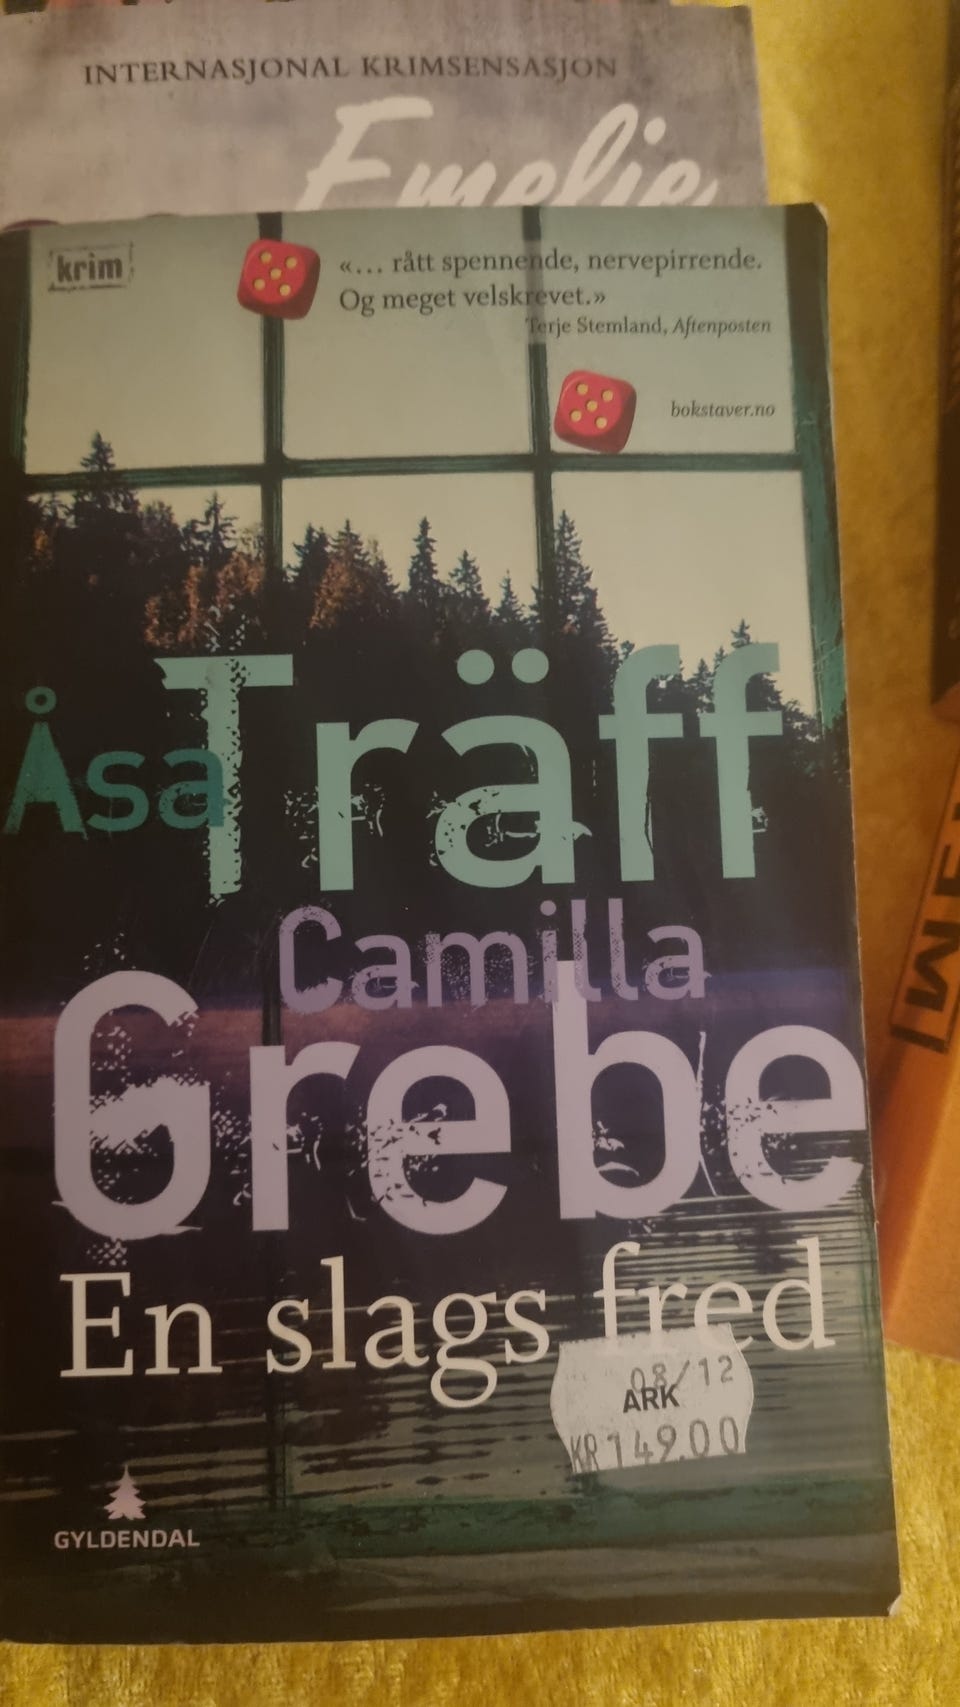 INTERNASJONAL KRIMSENSASJON
Emelie
krim
«... rått spennende, nervepirrende.
Og meget velskrevet.»
Terje Stemland, Aftenposten
bokstaver.no
Åsa
Träff
Camilla
Grebe
En slags fred
08/12
ARK
KR 149.00
GYLDENDAL